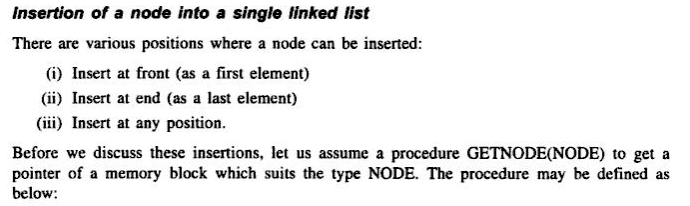 Insertion of a node into a single linked list
There are various positions where a node can be inserted:
(i) Insert at front (as a first element)
(ii) Insert at end (as a last element)
(iii) Insert at any position.
Before we discuss these insertions, let us assume a procedure GETNODE(NODE) to get a
pointer of a memory block which suits the type NODE. The procedure may be defined as
below: